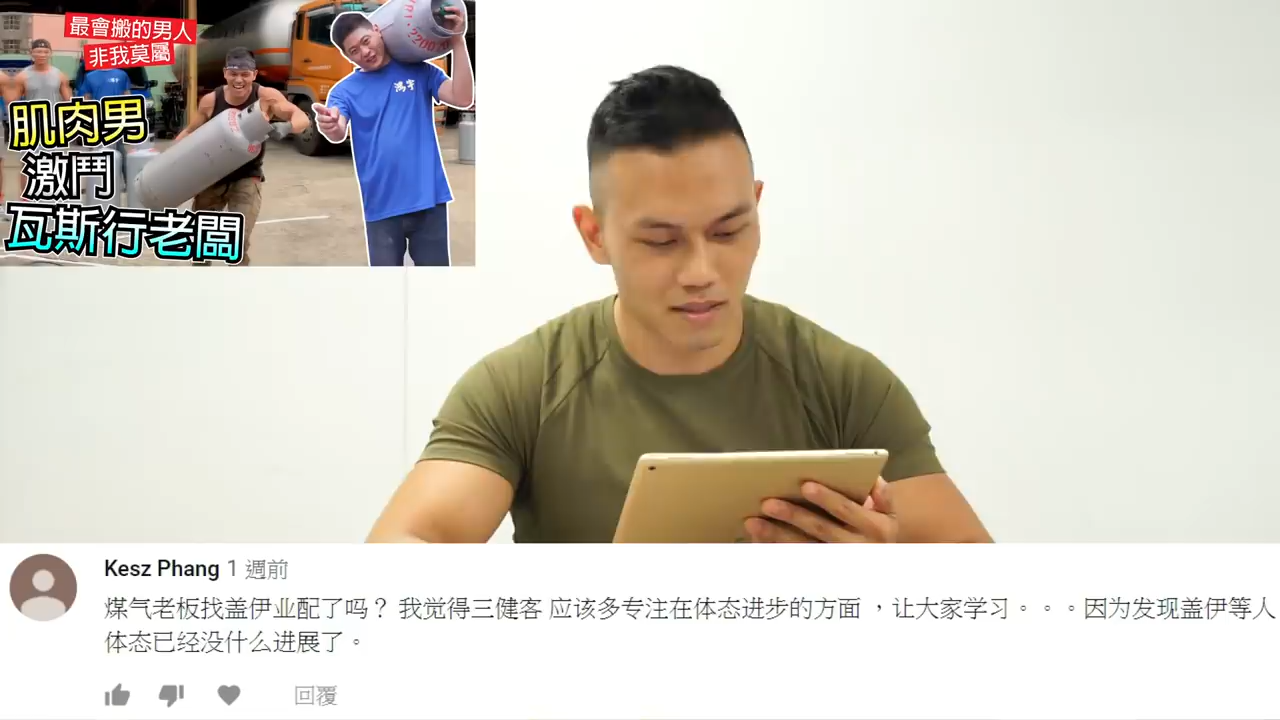 最會搬的男人
非我莫屬
肌肉男
激鬥
瓦斯行老闆
鴻宇
Kesz Phang 1 週前
煤气老板找盖伊业配了吗？ 我觉得三健客 应该多专注在体态进步的方面 ，让大家学习。。。因为发现盖伊等人
体态已经没什么进展了。
回覆